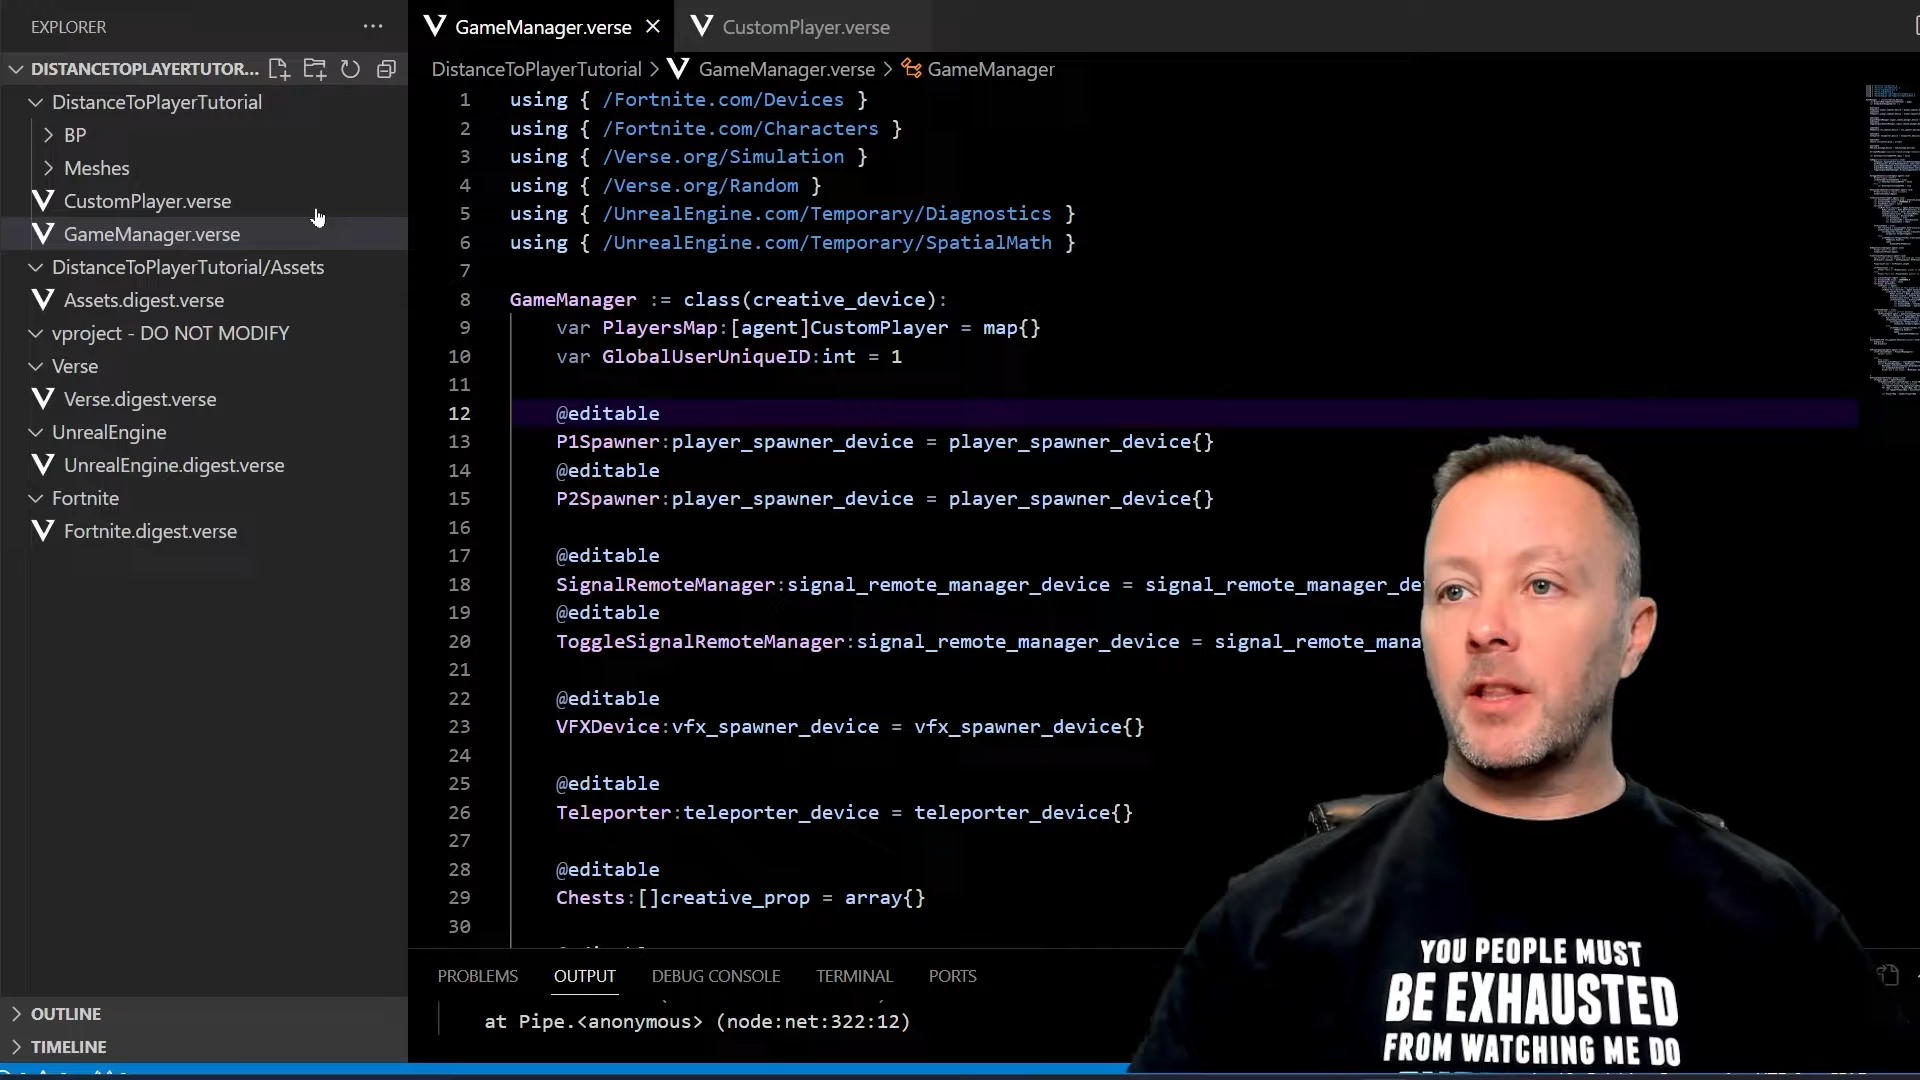 EXPLORER
DISTANCETOPLAYERTUTOR...
DistanceToPlayerTutorial
BP
Meshes
CustomPlayer.verse
GameManager.verse
DistanceToPlayerTutorial/Assets
Assets.digest.verse
vproject - DO NOT MODIFY
Verse
Verse.digest.verse
UnrealEngine
UnrealEngine.digest.verse
Fortnite
Fortnite.digest.verse
OUTLINE
TIMELINE
GameManager.verse
CustomPlayer.verse
DistanceToPlayerTutorial > GameManager.verse > GameManager
1 using { /Fortnite.com/Devices }
2 using { /Fortnite.com/Characters }
3 using { /Verse.org/Simulation }
4 using { /Verse.org/Random }
5 using { /UnrealEngine.com/Temporary/Diagnostics }
6 using { /UnrealEngine.com/Temporary/SpatialMath }
7
8 GameManager := class(creative_device):
9 var PlayersMap:[agent]CustomPlayer = map{}
10 var GlobalUserUniqueID:int = 1
11
12 @editable
13 P1Spawner:player_spawner_device = player_spawner_device{}
14 @editable
15 P2Spawner:player_spawner_device = player_spawner_device{}
16
17 @editable
18 SignalRemoteManager:signal_remote_manager_device = signal_remote_manager_de
19 @editable
20 ToggleSignalRemoteManager:signal_remote_manager_device = signal_remote_mana
21
22 @editable
23 VFXDevice:vfx_spawner_device = vfx_spawner_device{}
24
25 @editable
26 Teleporter:teleporter_device = teleporter_device{}
27
28 @editable
29 Chests:[]creative_prop = array{}
30
PROBLEMS OUTPUT DEBUG CONSOLE TERMINAL PORTS
at Pipe.<anonymous> (node:net:322:12)
YOU PEOPLE MUST
BE EXHAUSTED
FROM WATCHING ME DO